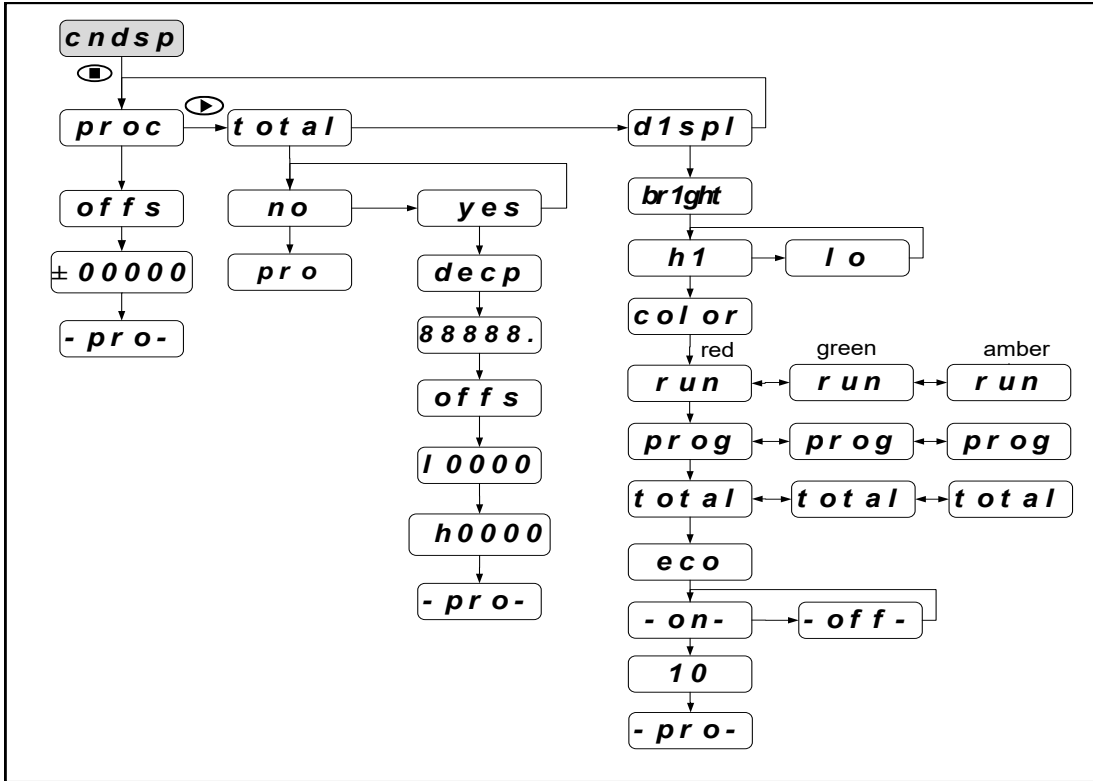 cndsp
proc total d1spl
offs no yes br1ght
±00000 pro decp h1 lo
-pro- 88888. color
red green amber
offs run run run
l0000 prog prog prog
h0000 total total total
-pro- eco
-on- -off-
10
-pro-